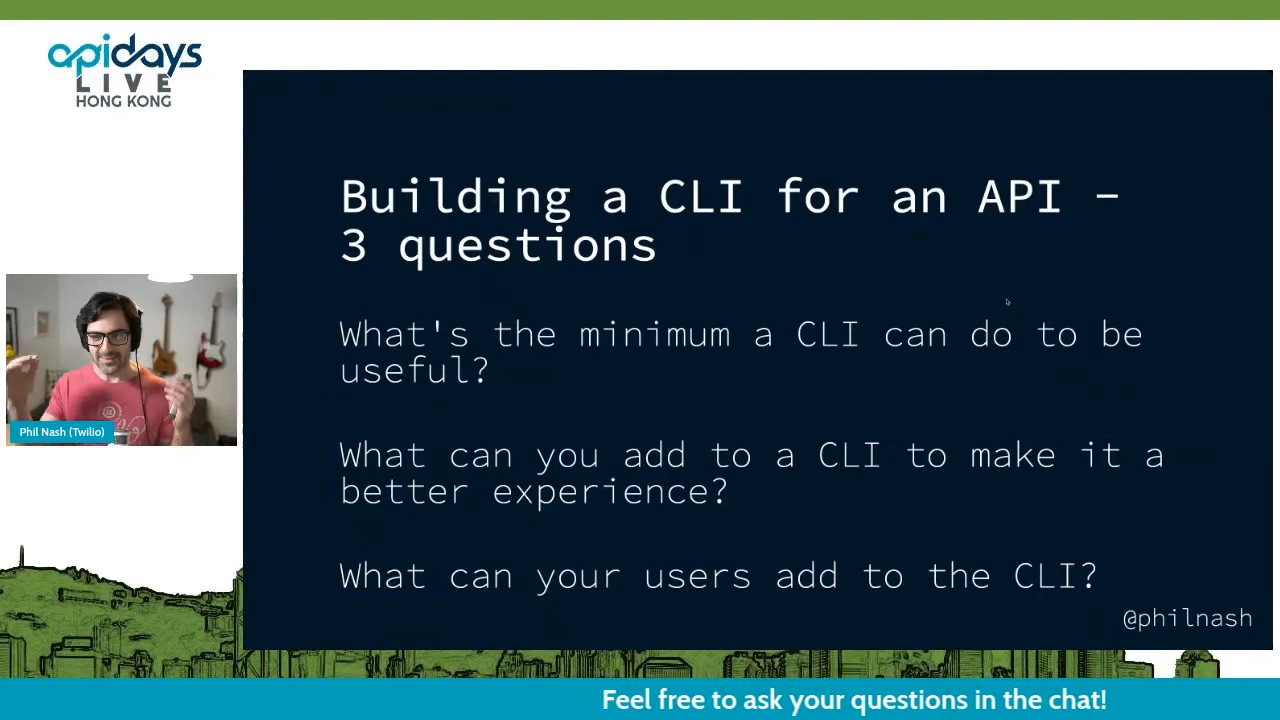 apidays
LIVE
HONG KONG
Building a CLI for an API –
3 questions
What's the minimum a CLI can do to be
useful?
What can you add to a CLI to make it a
better experience?
What can your users add to the CLI?
@philnash
Phil Nash (Twilio)
Feel free to ask your questions in the chat!